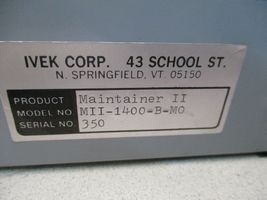 IVEK CORP. 43 SCHOOL ST.
N. SPRINGFIELD, VT. 05150
PRODUCT Maintainer II
MODEL NO MII-1400-B-MO
SERIAL NO 350